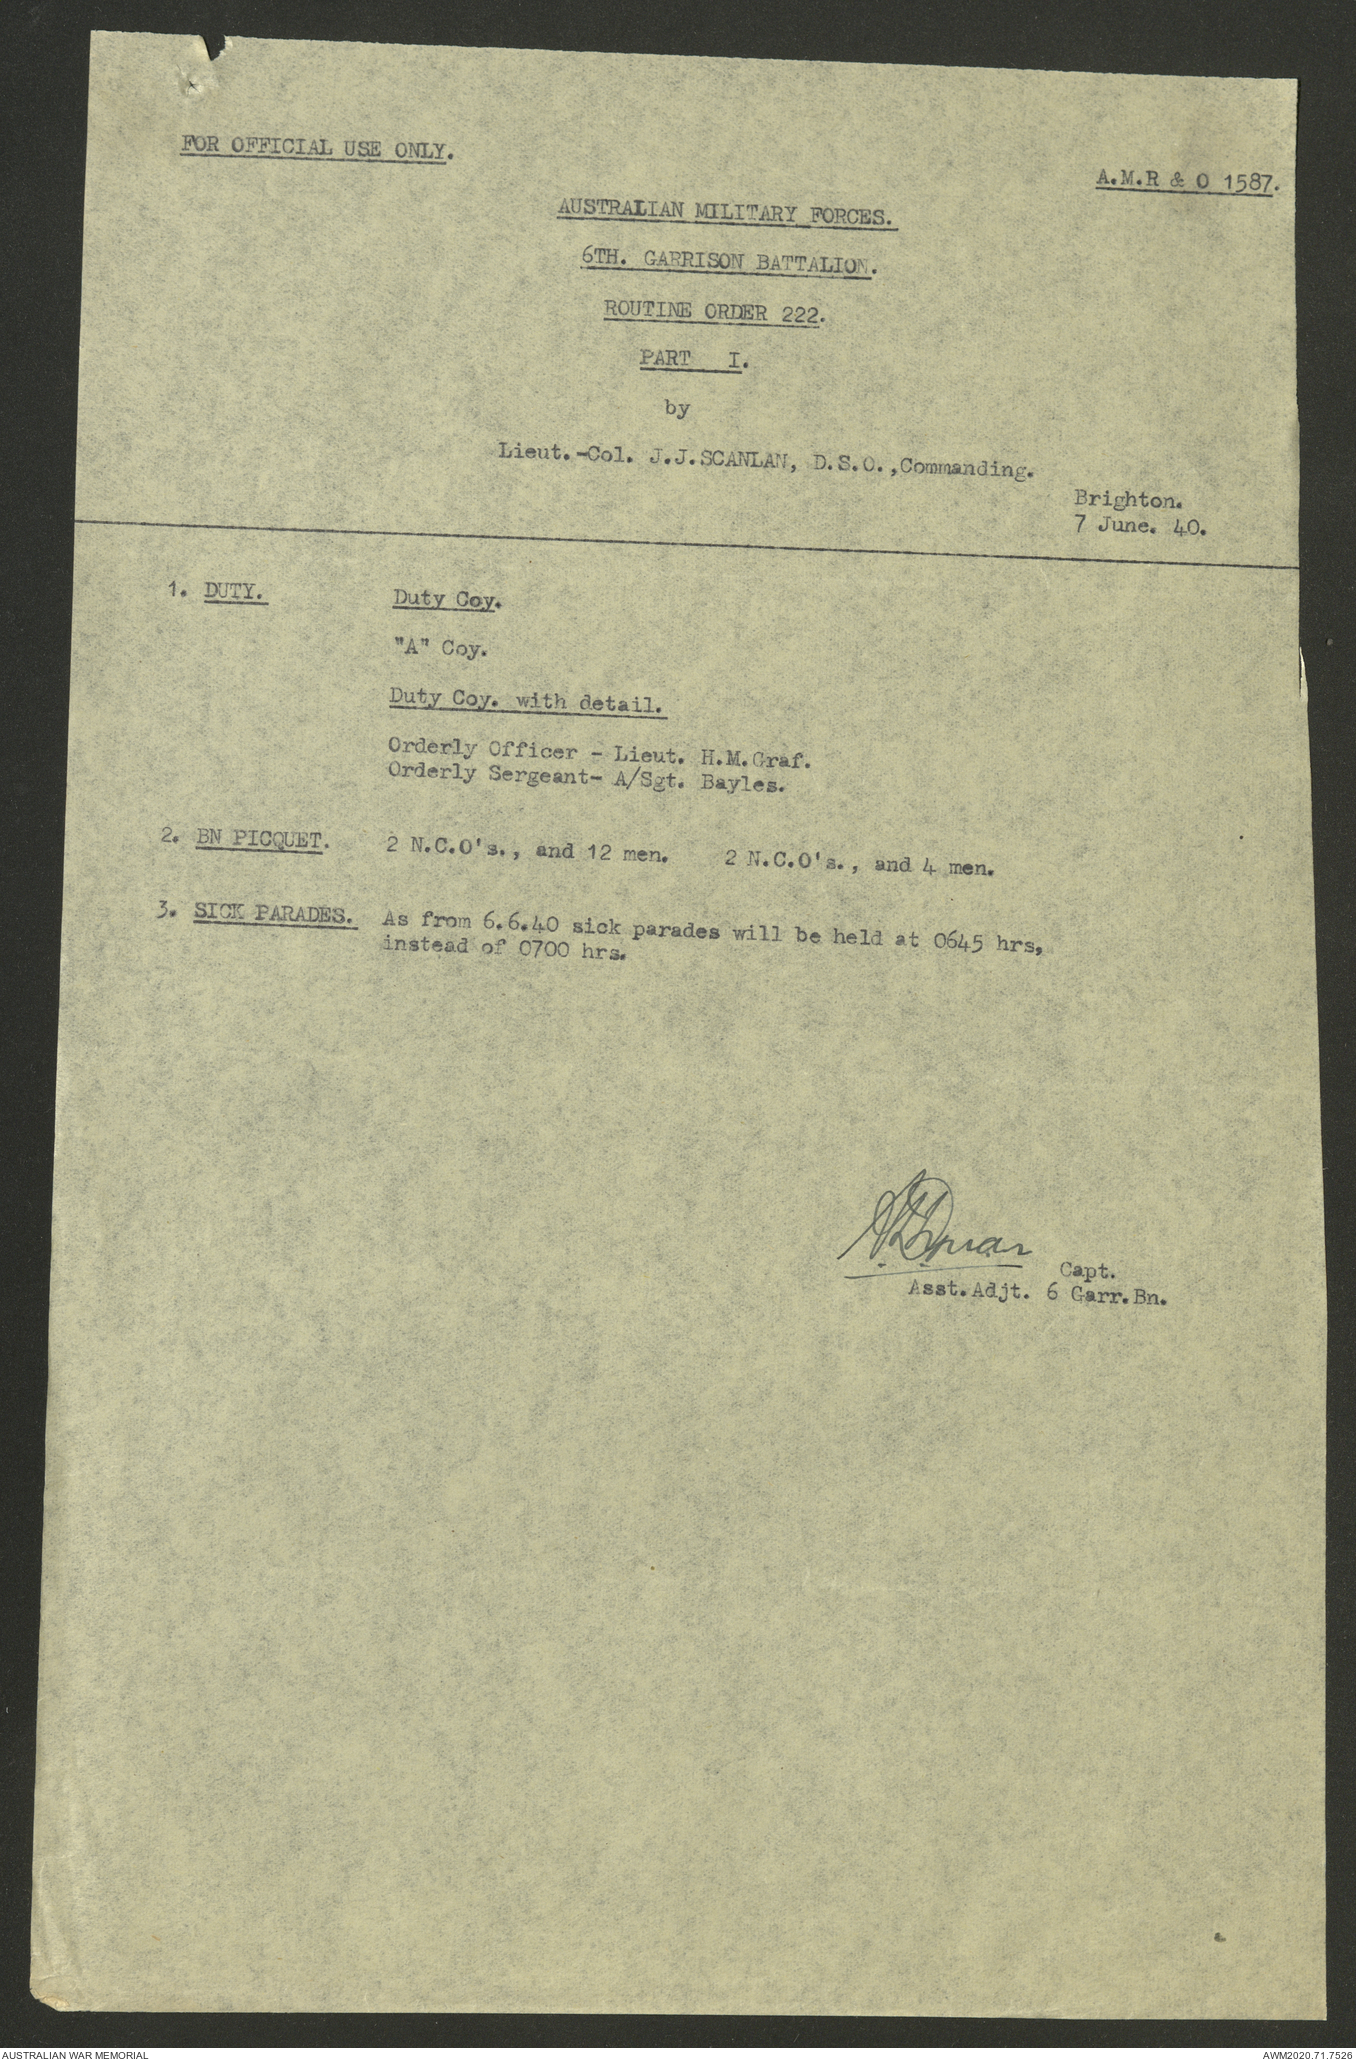 FOR OFFICIAL USE ONLY.
A.M.R & O 1587.
AUSTRALIAN MILITARY FORCES.
6TH. GARRISON BATTALION.
ROUTINE ORDER 222.
PART I.
by
Lieut.-Col. J.J.SCANLAN, D.S.O.,Commanding.
Brighton.
7 June. 40.
1. DUTY. Duty Coy.
"A" Coy.
Duty Coy. with detail.
Orderly Officer - Lieut. H.M.Graf.
Orderly Sergeant- A/Sgt. Bayles.
2. BN PICQUET. 2 N.C.O's., and 12 men. 2 N.C.O's., and 4 men.
3. SICK PARADES. As from 6.6.40 sick parades will be held at 0645 hrs,
instead of 0700 hrs.
Capt.
Asst.Adjt. 6 Garr.Bn.
AUSTRALIAN WAR MEMORIAL
AWM2020.71.7526